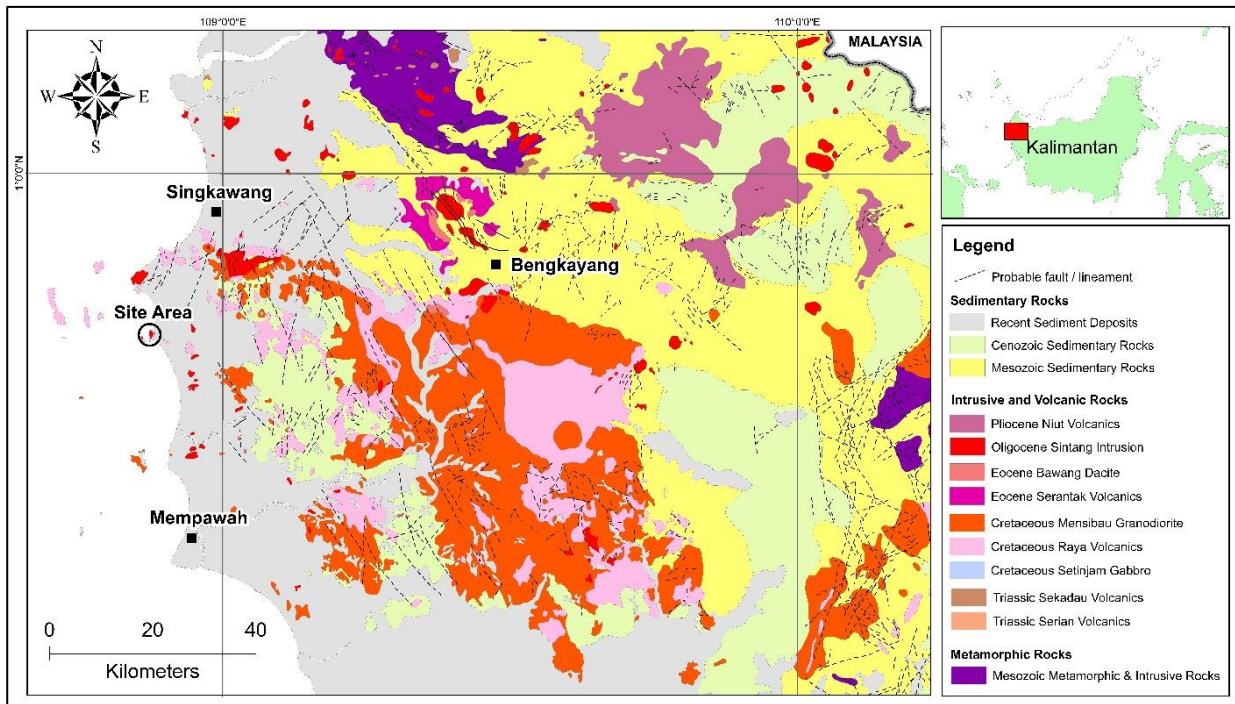 109°0'0"E
110°0'0"E
MALAYSIA
N
W
E
S
1°0'0"N
Kalimantan
Singkawang
Bengkayang
Site Area
Mempawah
0
20
40
Kilometers
Legend
Probable fault / lineament
Sedimentary Rocks
Recent Sediment Deposits
Cenozoic Sedimentary Rocks
Mesozoic Sedimentary Rocks
Intrusive and Volcanic Rocks
Pliocene Niut Volcanics
Oligocene Sintang Intrusion
Eocene Bawang Dacite
Eocene Serantak Volcanics
Cretaceous Mensibau Granodiorite
Cretaceous Raya Volcanics
Cretaceous Setinjam Gabbro
Triassic Sekadau Volcanics
Triassic Serian Volcanics
Metamorphic Rocks
Mesozoic Metamorphic & Intrusive Rocks